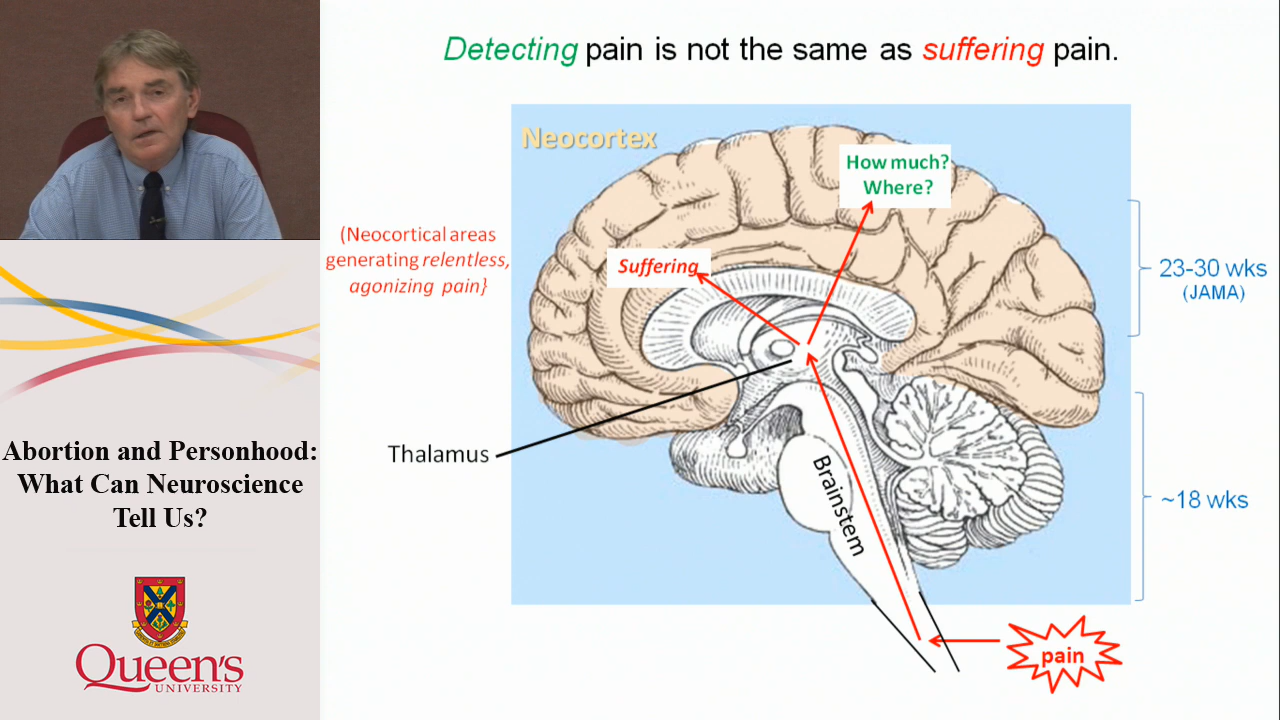 Detecting pain is not the same as suffering pain.
Neocortex
How much?
Where?
(Neocortical areas
generating relentless,
agonizing pain}
Suffering
23-30 wks
(JAMA)
Thalamus
Brainstem
~18 wks
pain
Abortion and Personhood:
What Can Neuroscience
Tell Us?
Queen's
UNIVERSITY